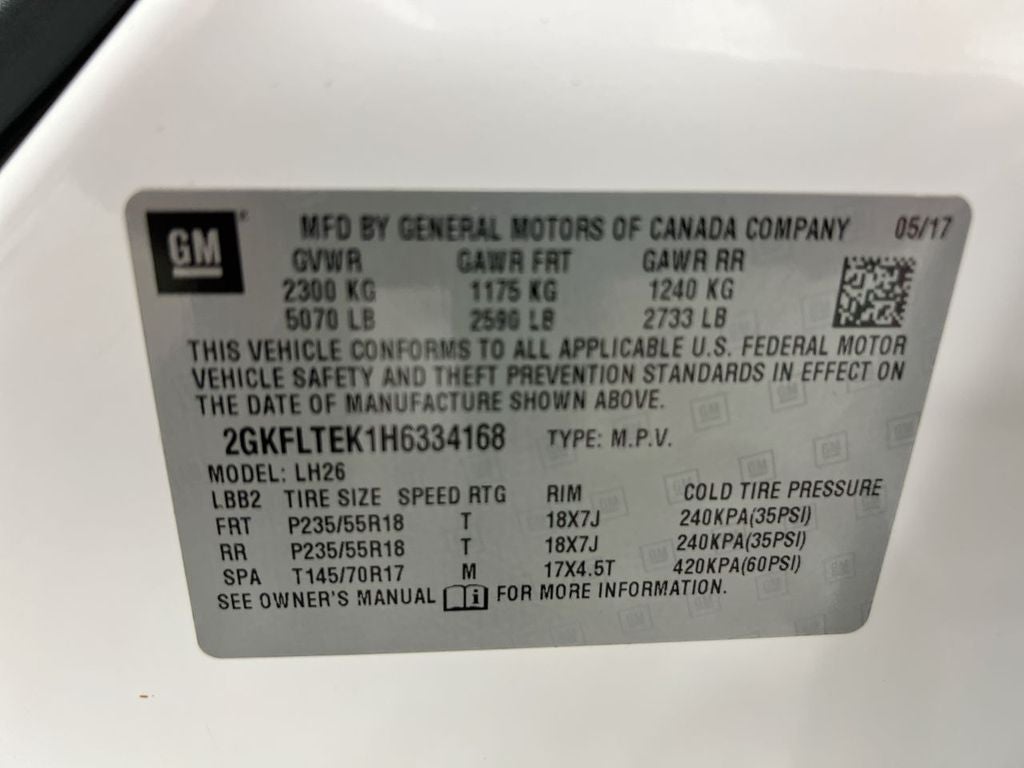 GM
MFD BY GENERAL MOTORS OF CANADA COMPANY 05/17
GVWR GAWR FRT GAWR RR
2300 KG 1175 KG 1240 KG
5070 LB 2590 LB 2733 LB
THIS VEHICLE CONFORMS TO ALL APPLICABLE U.S. FEDERAL MOTOR
VEHICLE SAFETY AND THEFT PREVENTION STANDARDS IN EFFECT ON
THE DATE OF MANUFACTURE SHOWN ABOVE.
2GKFLTEK1H6334168 TYPE: M.P.V.
MODEL: LH26
LBB2 TIRE SIZE SPEED RTG RIM COLD TIRE PRESSURE
FRT P235/55R18 T 18X7J 240KPA(35PSI)
RR P235/55R18 T 18X7J 240KPA(35PSI)
SPA T145/70R17 M 17X4.5T 420KPA(60PSI)
SEE OWNER'S MANUAL i FOR MORE INFORMATION.